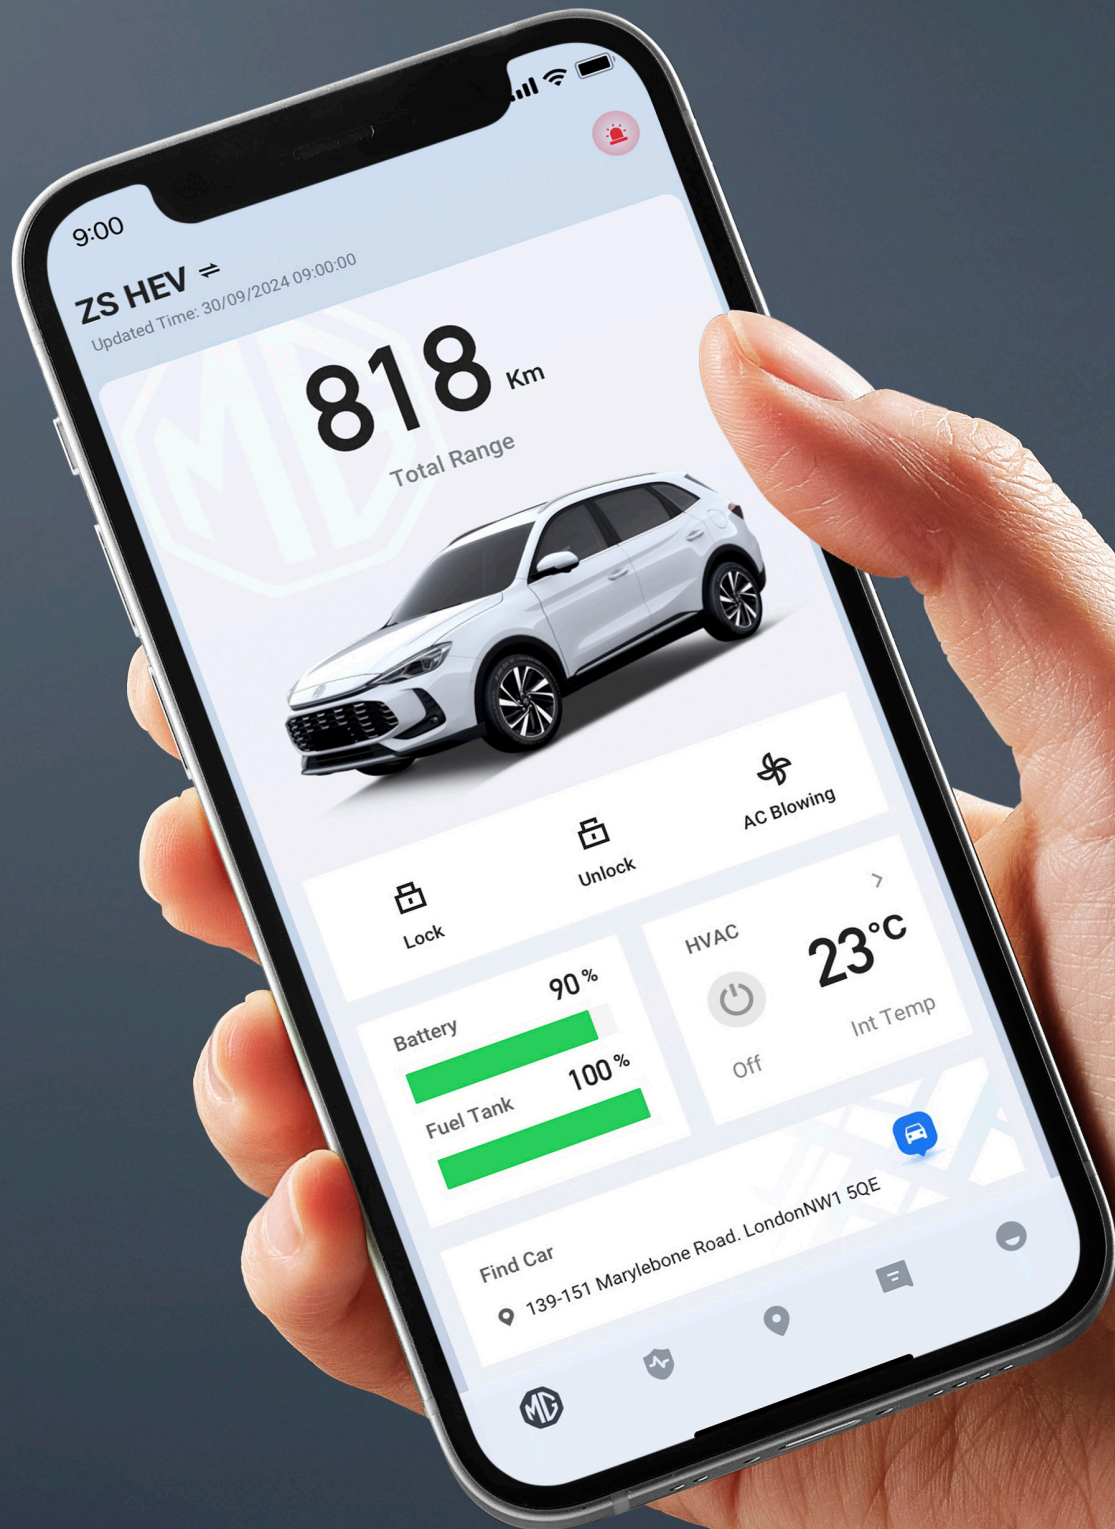 9:00
ZS HEV
Updated Time: 30/09/2024 09:00:00
MG
818 Km
Total Range
Lock
Unlock
AC Blowing
Battery
90%
Fuel Tank
100%
HVAC
23°C
Off
Int Temp
Find Car
139-151 Marylebone Road. LondonNW1 5QE
MG